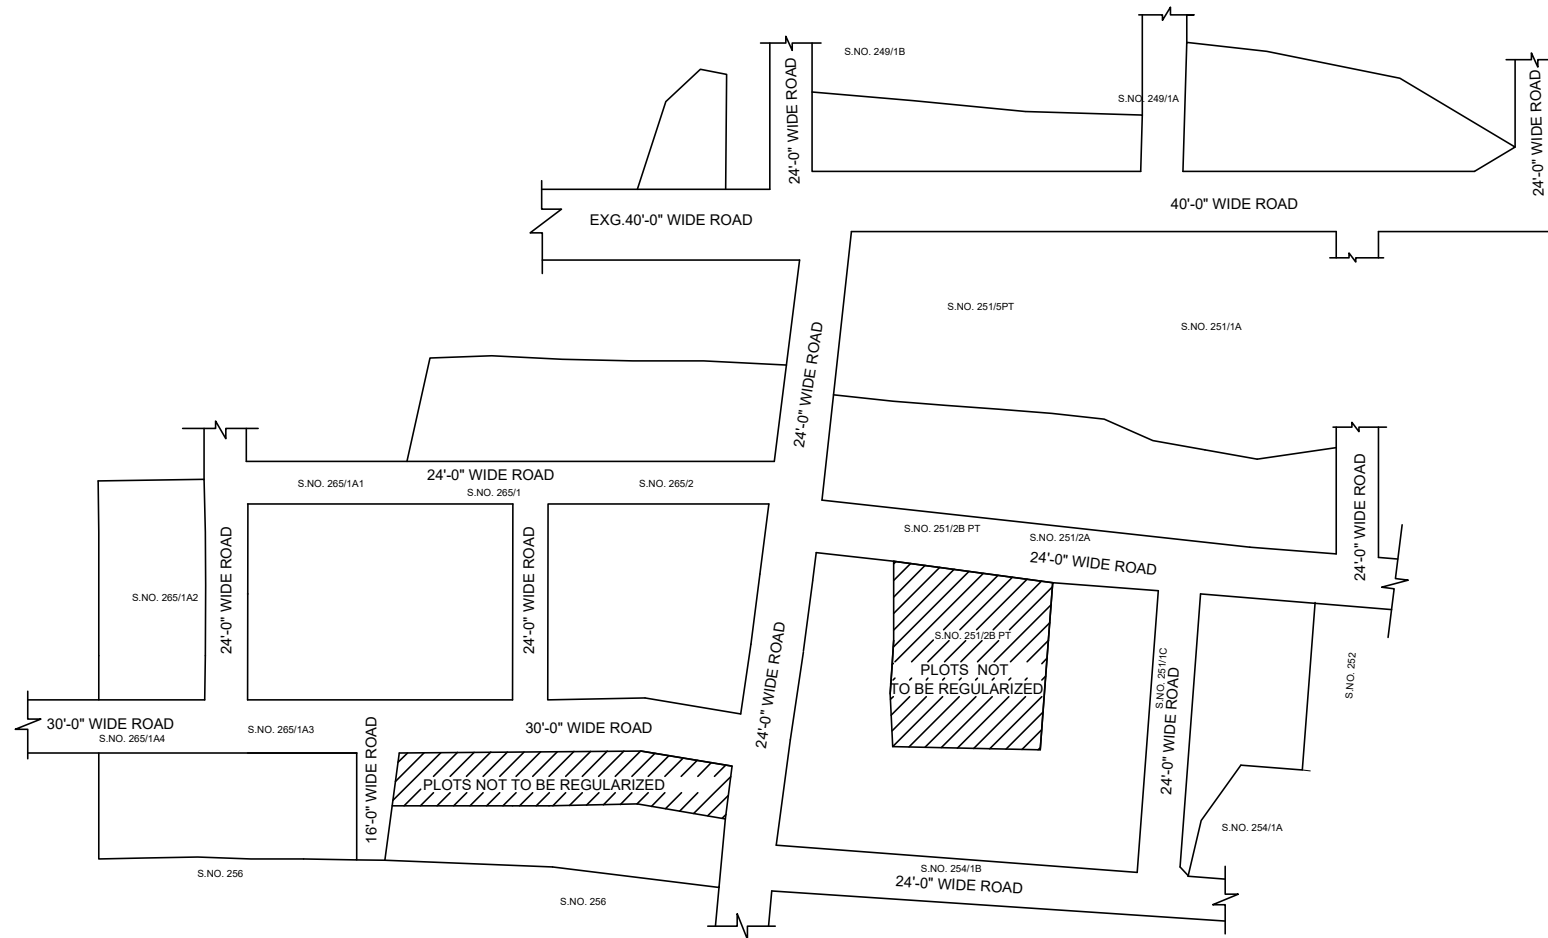 S.NO. 249/1B
24'-0" WIDE ROAD
S.NO. 249/1A
24'-0" WIDE ROAD
EXG.40'-0" WIDE ROAD
40'-0" WIDE ROAD
S.NO. 251/5PT
S.NO. 251/1A
24'-0" WIDE ROAD
24'-0" WIDE ROAD
S.NO. 265/1A1
S.NO. 265/1
S.NO. 265/2
24'-0" WIDE ROAD
S.NO. 251/2B PT
S.NO. 251/2A
24'-0" WIDE ROAD
24'-0" WIDE ROAD
24'-0" WIDE ROAD
S.NO. 265/1A2
S.NO. 251/2B PT
PLOTS NOT
TO BE REGULARIZED
24'-0" WIDE ROAD
S.NO. 251/1C
24'-0" WIDE ROAD
S.NO. 252
30'-0" WIDE ROAD
S.NO. 265/1A4
S.NO. 265/1A3
30'-0" WIDE ROAD
16'-0" WIDE ROAD
PLOTS NOT TO BE REGULARIZED
S.NO. 254/1A
S.NO. 256
S.NO. 254/1B
24'-0" WIDE ROAD
S.NO. 256